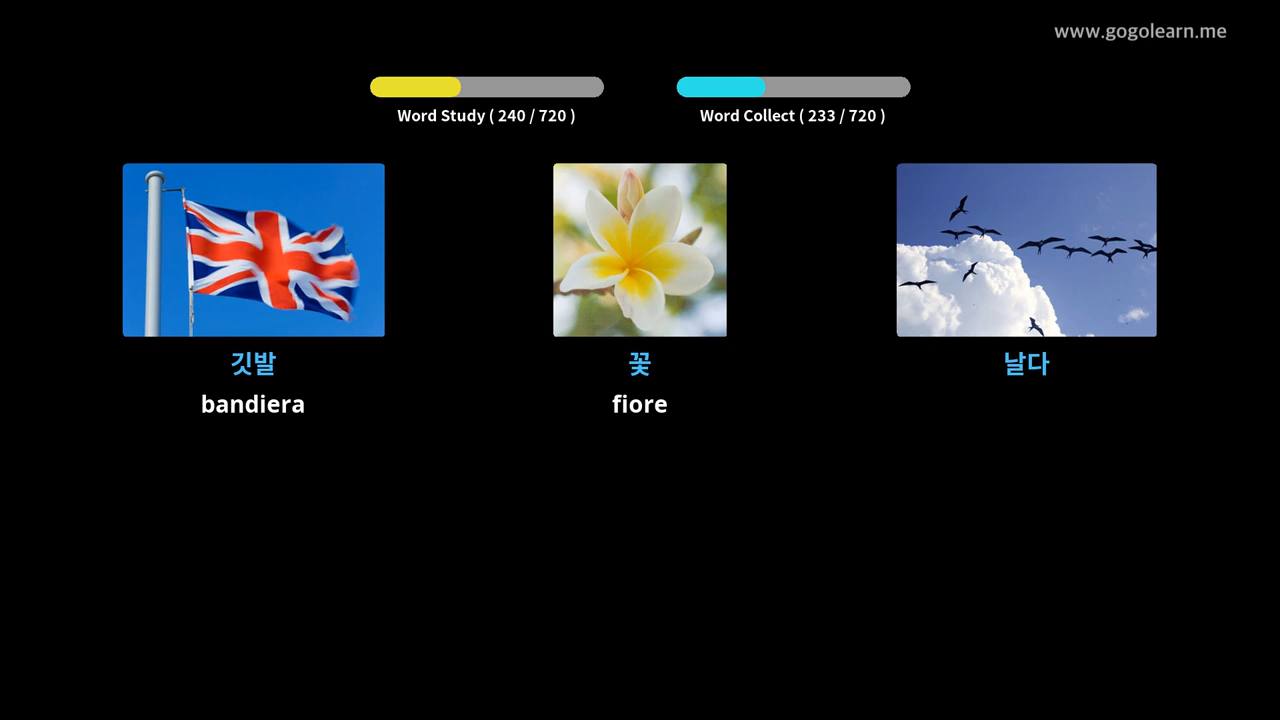 www.gogolearn.me
Word Study ( 240 / 720 )
Word Collect ( 233 / 720 )
깃발
꽃
날다
bandiera
fiore